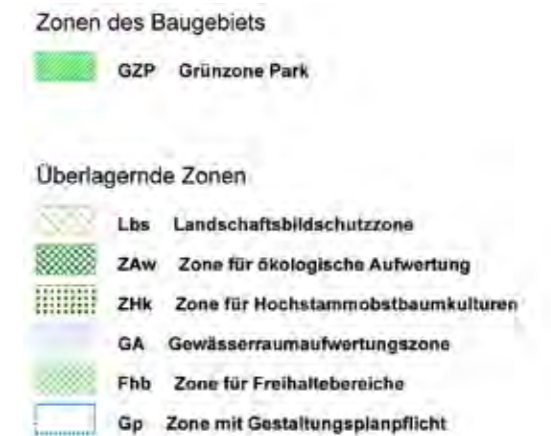 Zonen des Baugebiets
GZP Grünzone Park
Überlagernde Zonen
Lbs Landschaftsbildschutzzone
ZAw Zone für ökologische Aufwertung
ZHk Zone für Hochstammobstbaumkulturen
GA Gewässerraumaufwertungszone
Fhb Zone für Freihaltebereiche
Gp Zone mit Gestaltungsplanpflicht